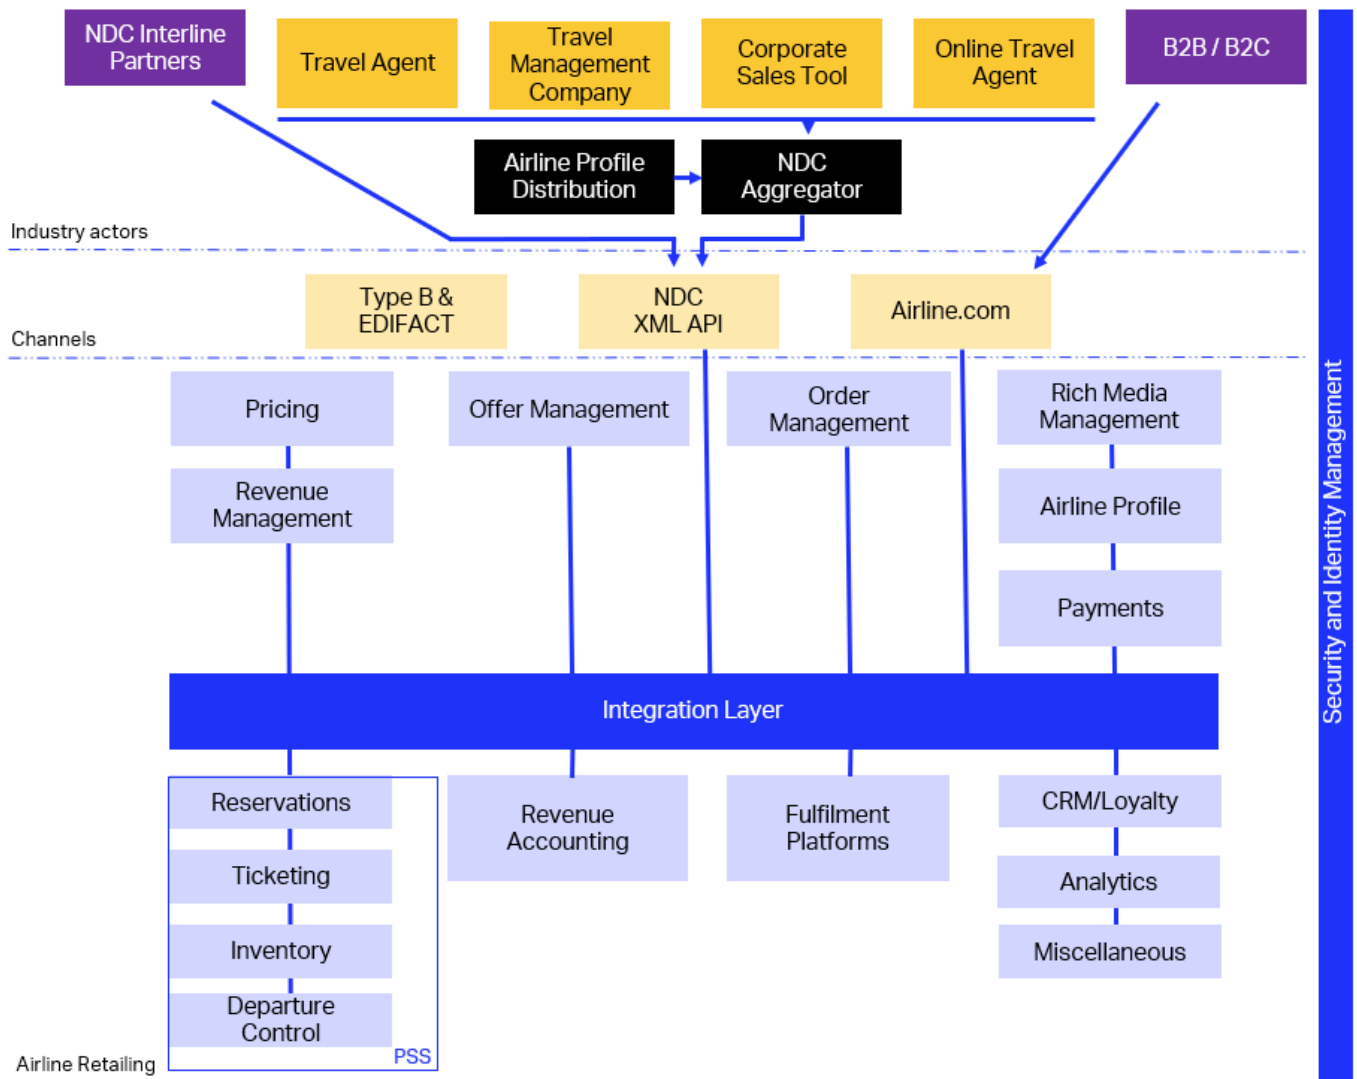 NDC Interline
Partners
Travel Agent
Travel
Management
Company
Corporate
Sales Tool
Online Travel
Agent
B2B / B2C
Airline Profile
Distribution
NDC
Aggregator
Industry actors
Type B &
EDIFACT
NDC
XML API
Airline.com
Channels
Pricing
Offer Management
Order
Management
Rich Media
Management
Revenue
Management
Airline Profile
Payments
Integration Layer
Reservations
Revenue
Accounting
Fulfilment
Platforms
CRM/Loyalty
Ticketing
Analytics
Inventory
Miscellaneous
Departure
Control
PSS
Airline Retailing
Security and Identity Management